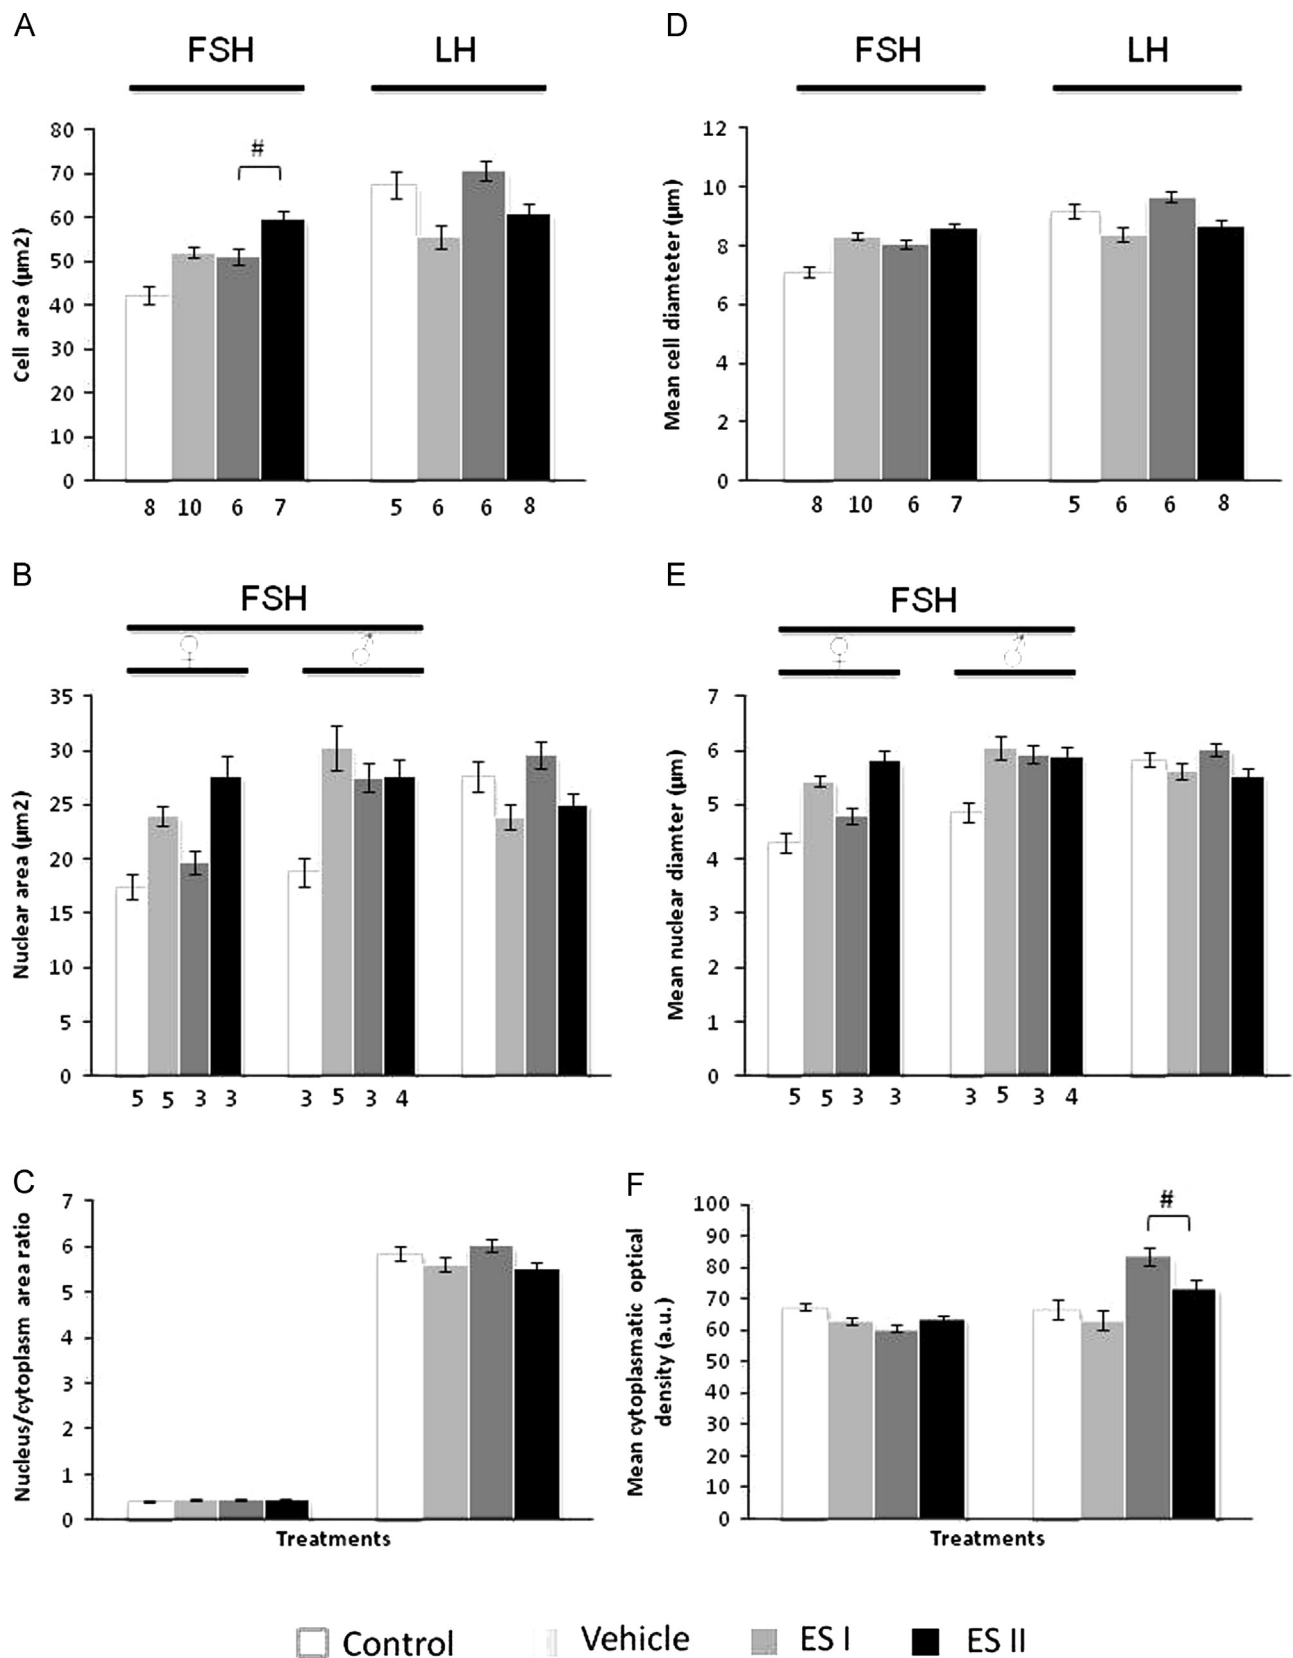 A
FSH
LH
80
70
60
50
40
30
20
10
0
Cell area (µm2)
#
8 10 6 7 5 6 6 8
D
FSH
LH
12
10
8
6
4
2
0
Mean cell diamteter (µm)
8 10 6 7 5 6 6 8
B
FSH
♀ ♂
35
30
25
20
15
10
5
0
Nuclear area (µm2)
5 5 3 3 3 5 3 4
E
FSH
♀ ♂
7
6
5
4
3
2
1
0
Mean nuclear diamter (µm)
5 5 3 3 3 5 3 4
C
7
6
5
4
3
2
1
0
Nucleus/cytoplasm area ratio
Treatments
F
100
90
80
70
60
50
40
30
20
10
0
Mean cytoplasmatic optical
density (a.u.)
#
Treatments
Control Vehicle ES I ES II